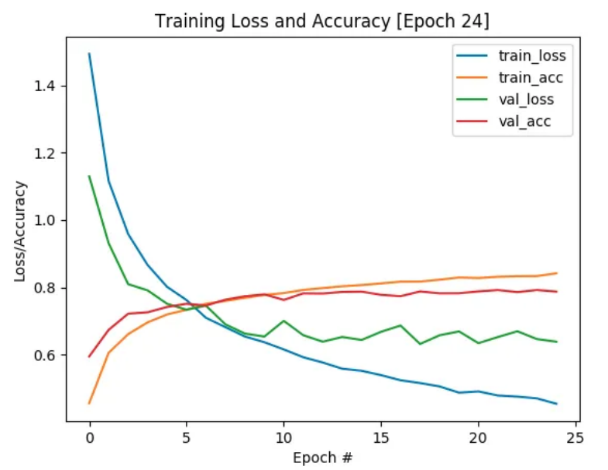 Training Loss and Accuracy [Epoch 24]
train_loss
train_acc
val_loss
val_acc
Loss/Accuracy
1.4
1.2
1.0
0.8
0.6
0 5 10 15 20 25
Epoch #